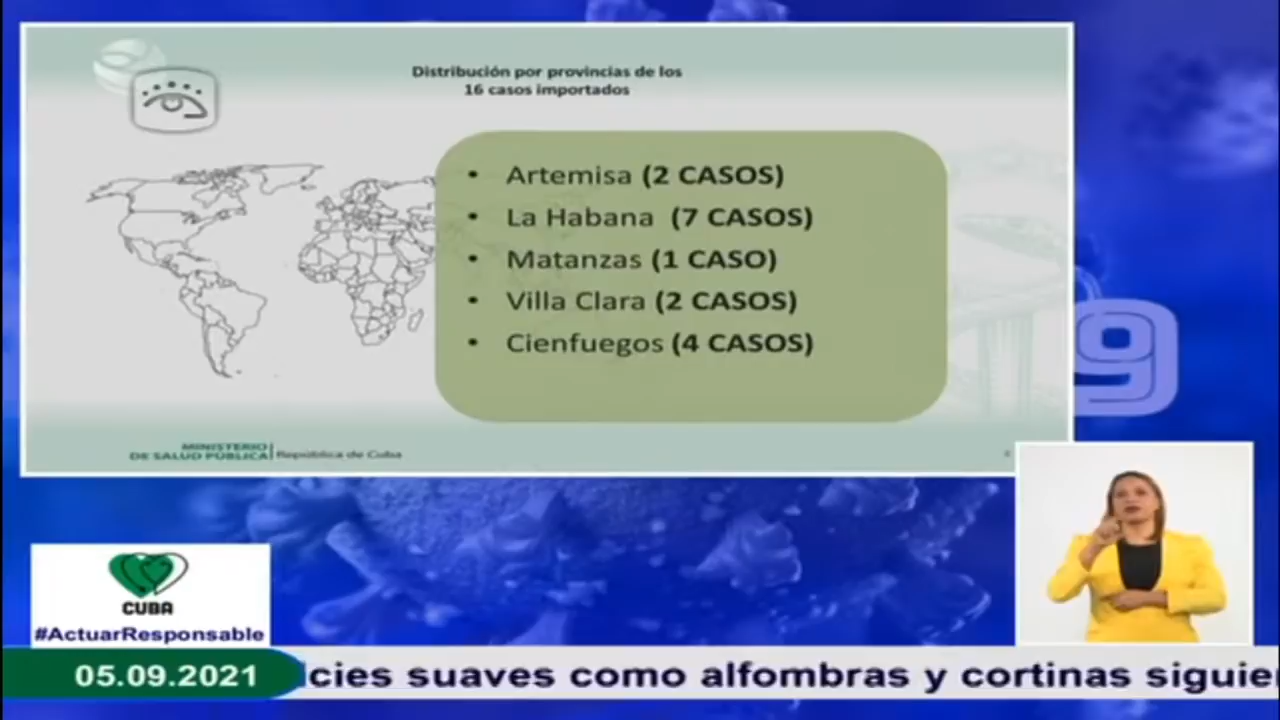 Distribución por provincias de los
16 casos importados
• Artemisa (2 CASOS)
• La Habana (7 CASOS)
• Matanzas (1 CASO)
• Villa Clara (2 CASOS)
• Cienfuegos (4 CASOS)
MINISTERIO
DE SALUD PÚBLICA
República de Cuba
9
CUBA
#ActuarResponsable
05.09.2021
cies suaves como alfombras y cortinas siguie